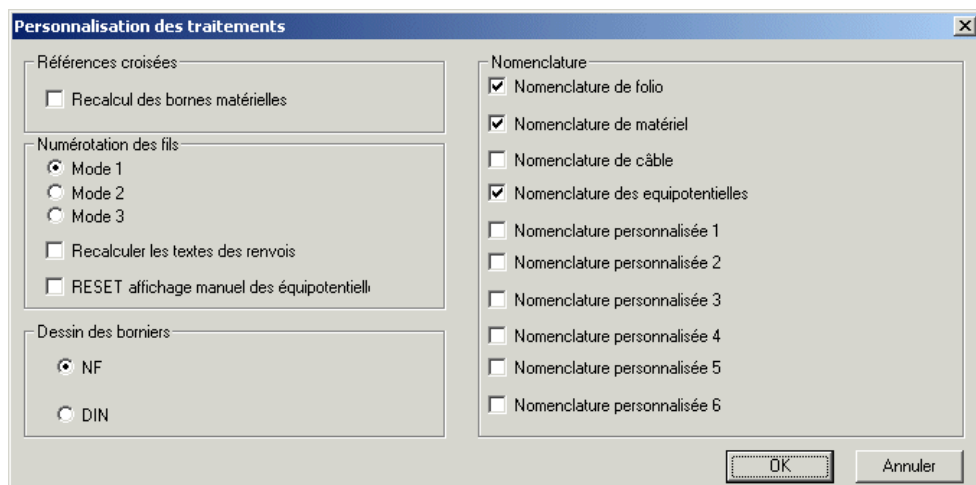 Personnalisation des traitements
Références croisées
Recalcul des bornes matérielles
Numérotation des fils
Mode 1
Mode 2
Mode 3
Recalculer les textes des renvois
RESET affichage manuel des équipotentiell
Dessin des borniers
NF
DIN
Nomenclature
Nomenclature de folio
Nomenclature de matériel
Nomenclature de câble
Nomenclature des equipotentielles
Nomenclature personnalisée 1
Nomenclature personnalisée 2
Nomenclature personnalisée 3
Nomenclature personnalisée 4
Nomenclature personnalisée 5
Nomenclature personnalisée 6
OK
Annuler